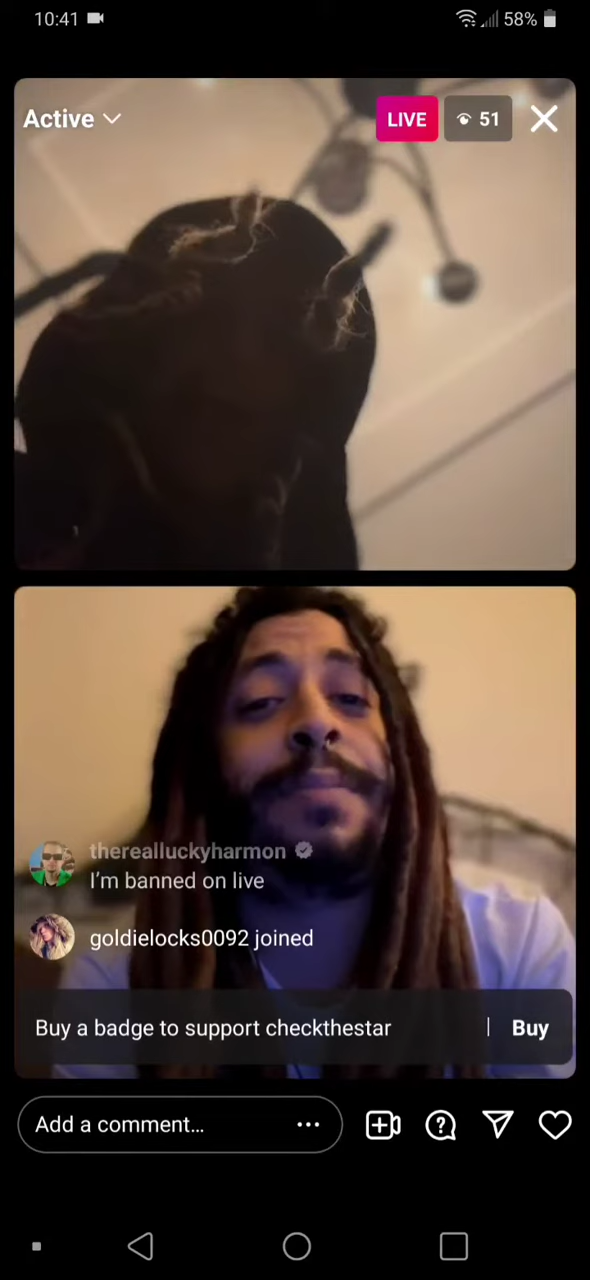 10:41
58%
Active
LIVE
51
therealluckyharmon
I'm banned on live
goldielocks0092 joined
Buy a badge to support checkthestar | Buy
Add a comment...